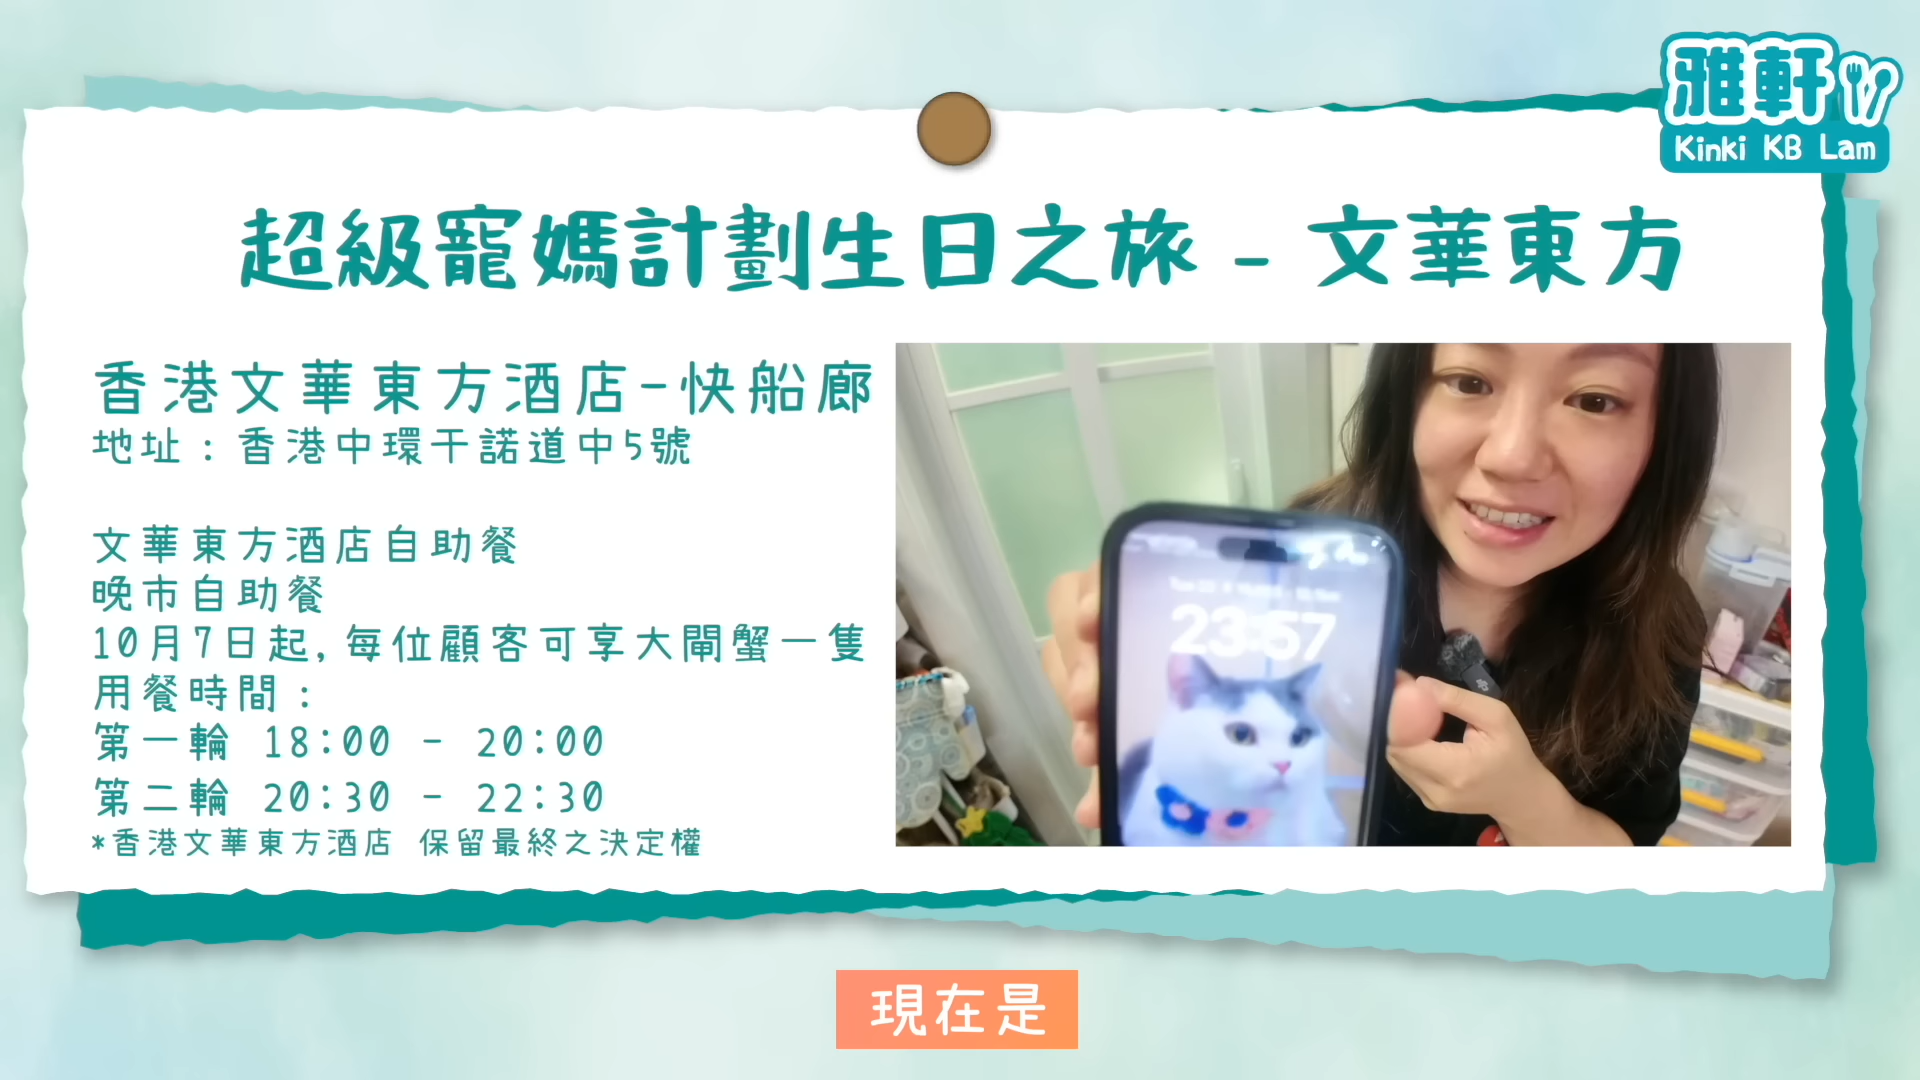 雅軒
Kinki KB Lam
超級寵媽計劃生日之旅 - 文華東方
香港文華東方酒店-快船廊
地址：香港中環干諾道中5號
文華東方酒店自助餐
晚市自助餐
10月7日起,每位顧客可享大閘蟹一隻
用餐時間：
第一輪 18:00 - 20:00
第二輪 20:30 - 22:30
*香港文華東方酒店 保留最終之決定權
23:57
現在是